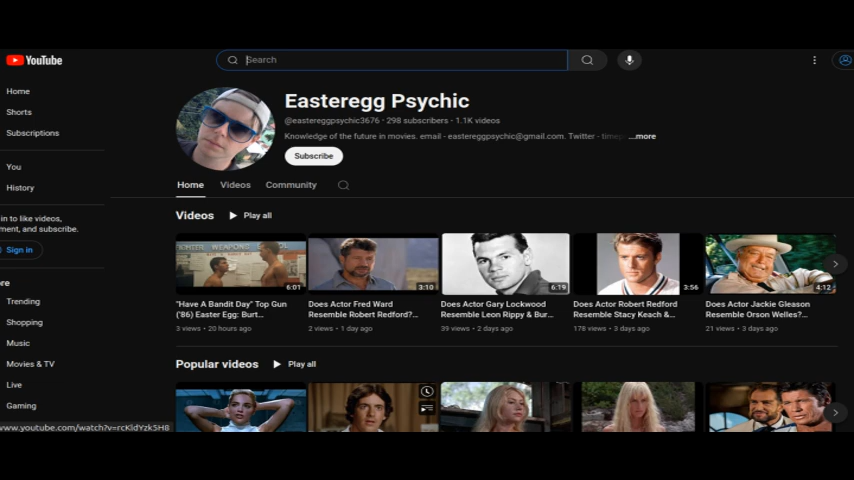 YouTube
Search
Home
Shorts
Subscriptions
You
History
in to like videos,
ment, and subscribe.
Sign in
re
Trending
Shopping
Music
Movies & TV
Live
Gaming
www.youtube.com/watch?v=rcKldYzk5H8
Easteregg Psychic
@eastereggpsychic3676 · 298 subscribers · 1.1K videos
Knowledge of the future in movies. email - eastereggpsychic@gmail.com. Twitter - ...more
Subscribe
Home Videos Community
Videos Play all
WEAPONS
6:01 3:10 6:19 3:56 4:12
"Have A Bandit Day" Top Gun
('86) Easter Egg: Burt...
3 views · 20 hours ago
Does Actor Fred Ward
Resemble Robert Redford?...
2 views · 1 day ago
Does Actor Gary Lockwood
Resemble Leon Rippy & Bur...
39 views · 2 days ago
Does Actor Robert Redford
Resemble Stacy Keach &...
178 views · 3 days ago
Does Actor Jackie Gleason
Resemble Orson Welles?...
21 views · 3 days ago
Popular videos Play all